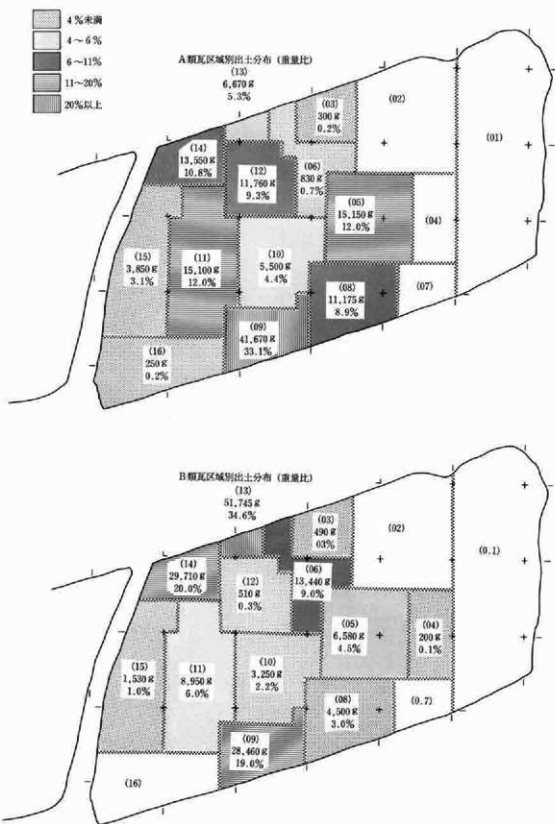 4％未満
4～6％
6～11％
11～20％
20％以上
A類瓦区域別出土分布（重量比）
(13)
6,670g
5.3%
(03)
300g
0.2%
(02)
(01)
(14)
13,550g
10.8%
(12)
11,760g
9.3%
(06)
830g
0.7%
(05)
15,150g
12.0%
(04)
(15)
3,850g
3.1%
(11)
15,100g
12.0%
(10)
5,500g
4.4%
(08)
11,175g
8.9%
(07)
(09)
41,670g
33.1%
(16)
250g
0.2%
B類瓦区域別出土分布（重量比）
(13)
51,745g
34.6%
(03)
490g
03%
(02)
(0.1)
(14)
29,710g
20.0%
(12)
510g
0.3%
(06)
13,440g
9.0%
(05)
6,580g
4.5%
(04)
200g
0.1%
(15)
1,530g
1.0%
(11)
8,950g
6.0%
(10)
3,250g
2.2%
(08)
4,500g
3.0%
(0.7)
(09)
28,460g
19.0%
(16)